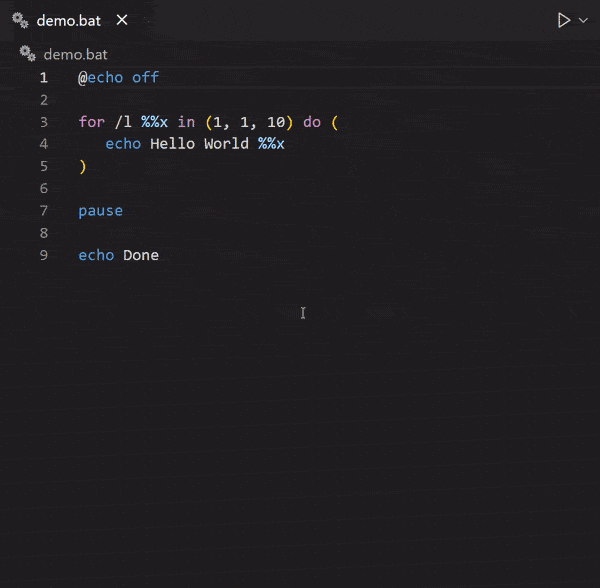 demo.bat
demo.bat
1 @echo off
2
3 for /l %%x in (1, 1, 10) do (
4    echo Hello World %%x
5 )
6
7 pause
8
9 echo Done